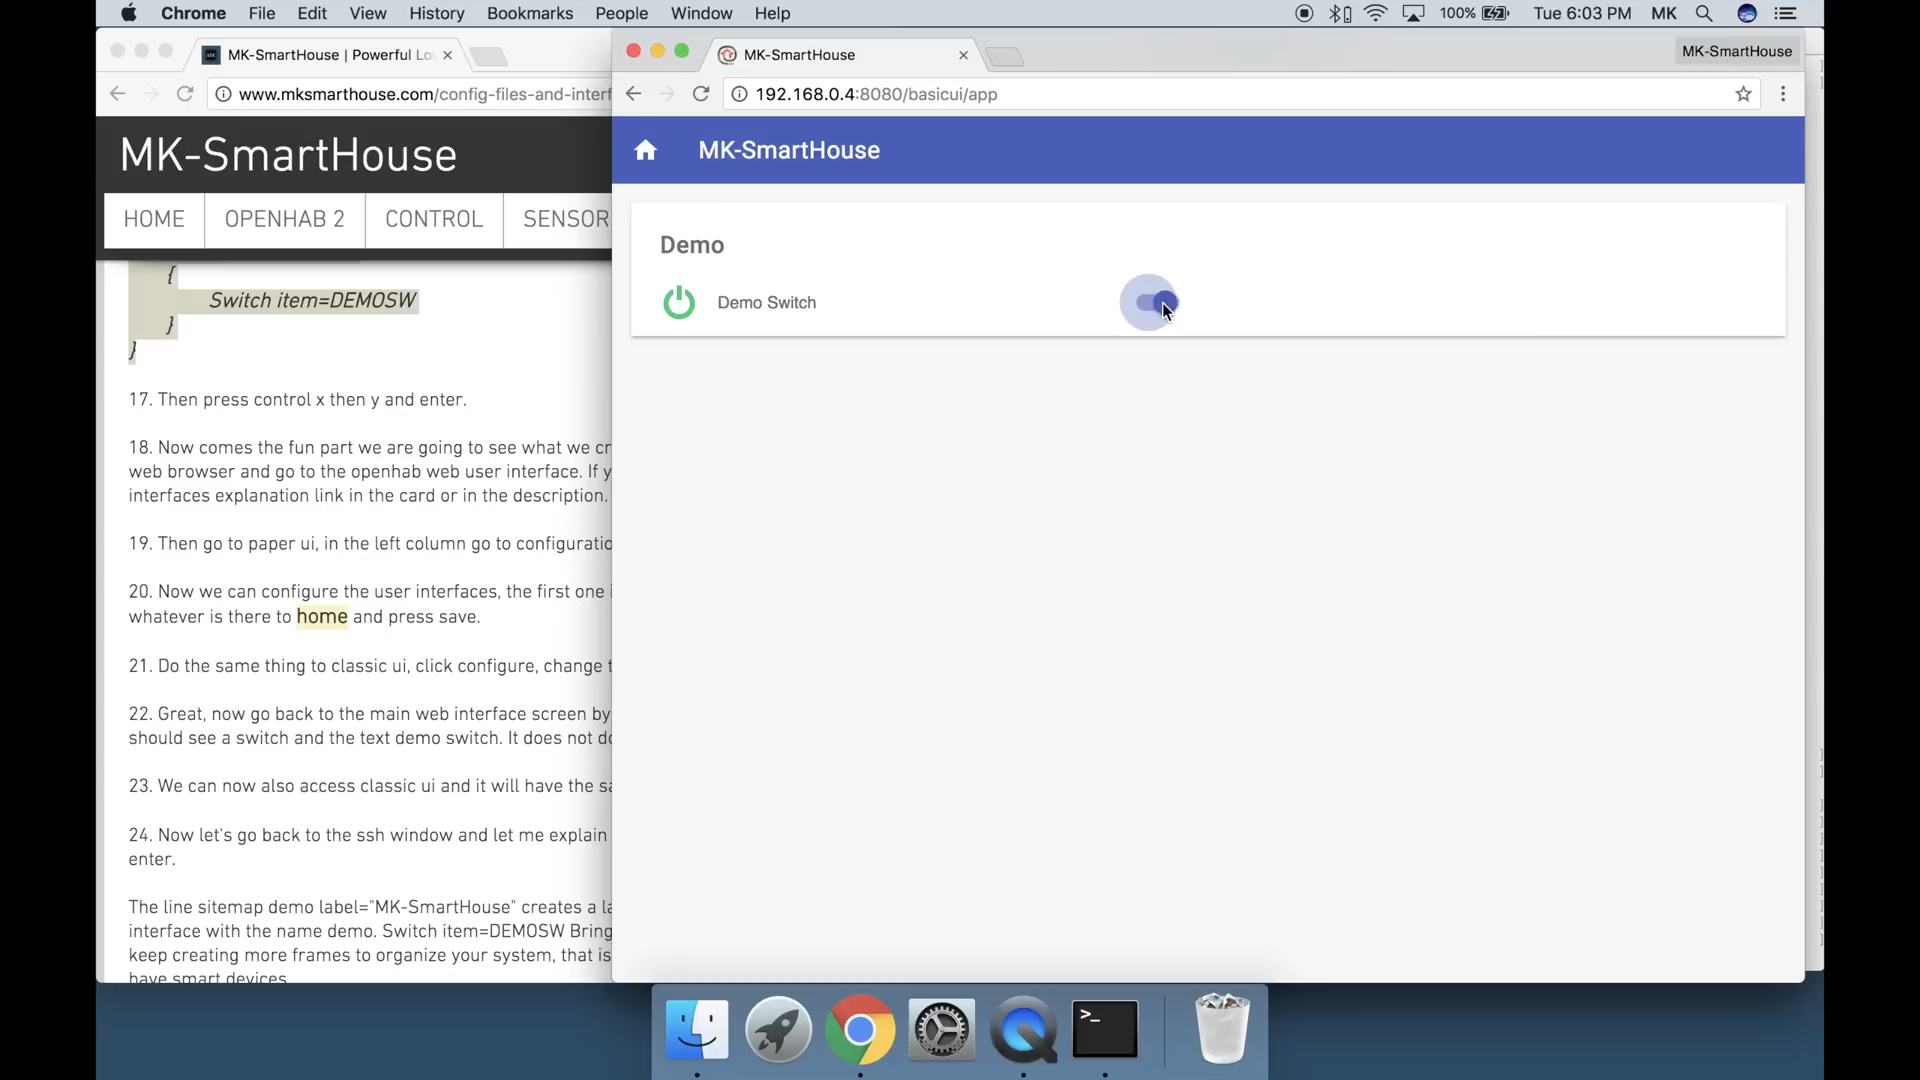 Chrome File Edit View History Bookmarks People Window Help
100% Tue 6:03 PM MK
MK-SmartHouse | Powerful Lo
www.mksmarthouse.com/config-files-and-interf
MK-SmartHouse
HOME OPENHAB 2 CONTROL SENSOR
{
Switch item=DEMOSW
}
}
17. Then press control x then y and enter.
18. Now comes the fun part we are going to see what we cr
web browser and go to the openhab web user interface. If y
interfaces explanation link in the card or in the description.
19. Then go to paper ui, in the left column go to configuratio
20. Now we can configure the user interfaces, the first one i
whatever is there to home and press save.
21. Do the same thing to classic ui, click configure, change t
22. Great, now go back to the main web interface screen by
should see a switch and the text demo switch. It does not do
23. We can now also access classic ui and it will have the sa
24. Now let's go back to the ssh window and let me explain
enter.
The line sitemap demo label="MK-SmartHouse" creates a la
interface with the name demo. Switch item=DEMOSW Bring
keep creating more frames to organize your system, that is
have smart devices
MK-SmartHouse
MK-SmartHouse
192.168.0.4:8080/basicui/app
MK-SmartHouse
Demo
Demo Switch
>_